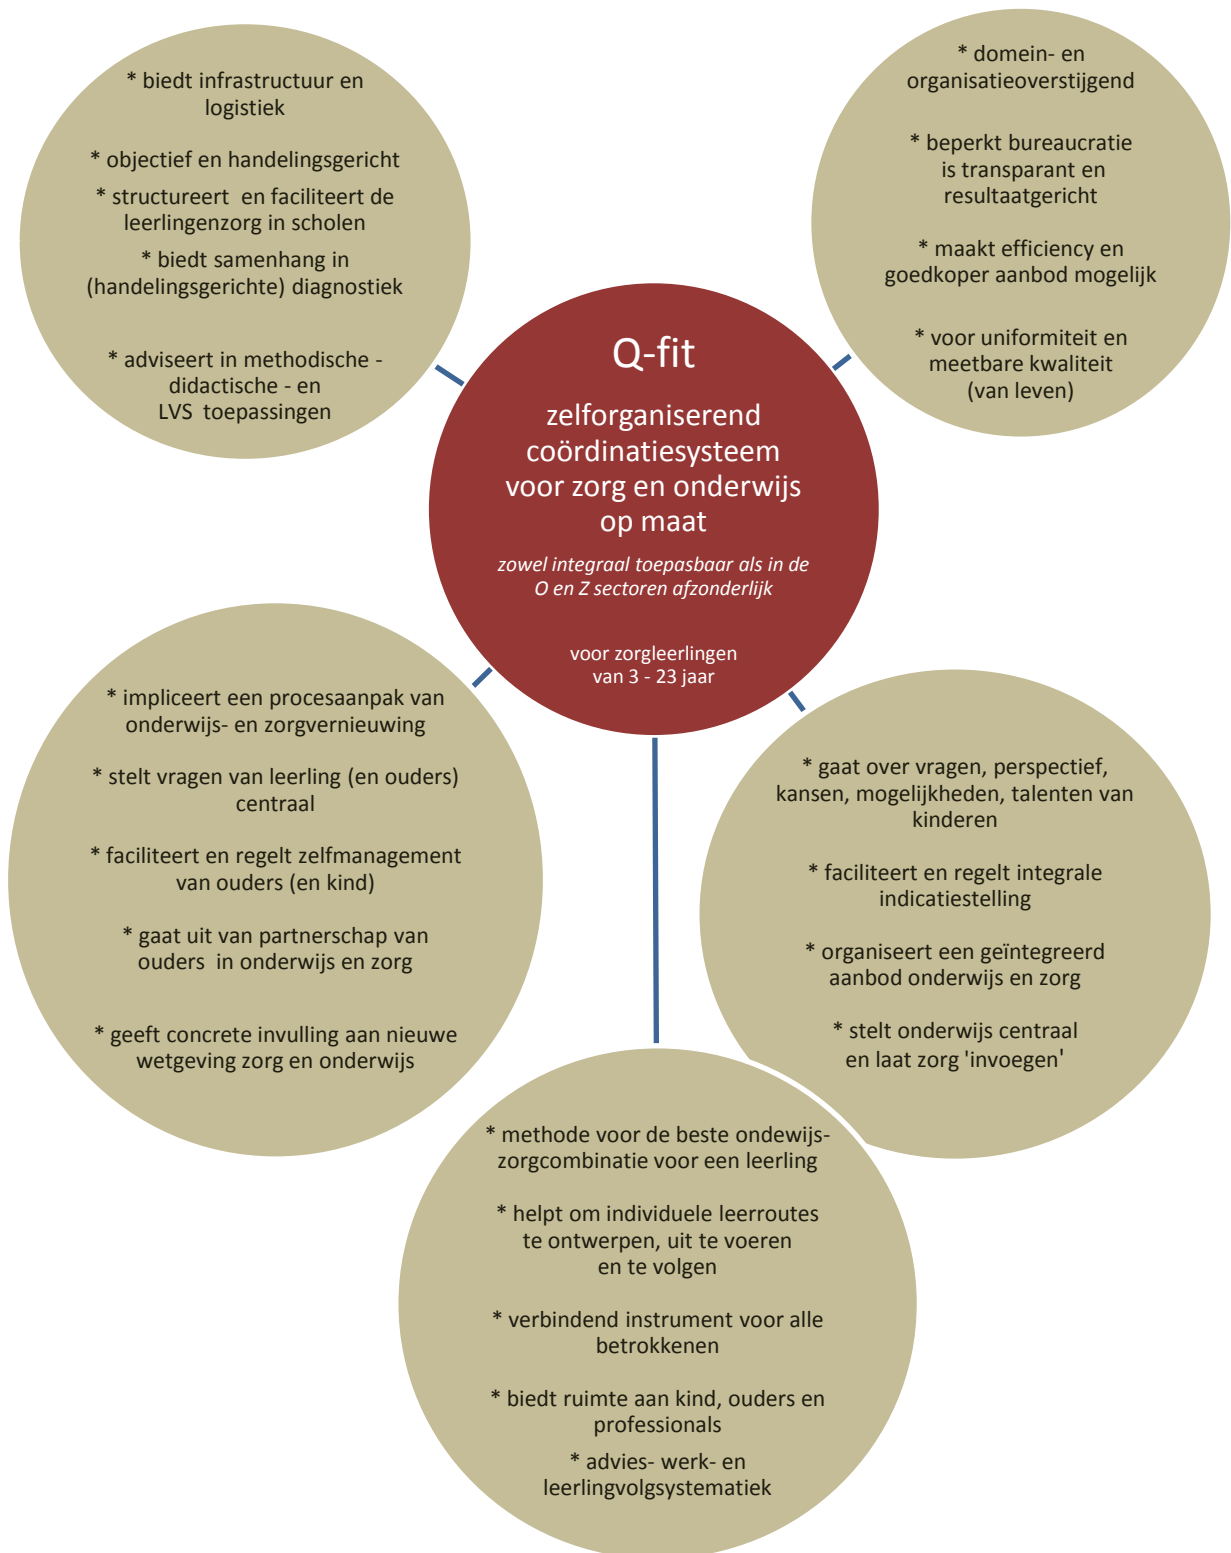 * biedt infrastructuur en
logistiek
* objectief en handelingsgericht
* structureert en faciliteert de
leerlingenzorg in scholen
* biedt samenhang in
(handelingsgerichte) diagnostiek
* adviseert in methodische -
didactische - en
LVS toepassingen
* domein- en
organisatieoverstijgend
* beperkt bureaucratie
is transparant en
resultaatgericht
* maakt efficiency en
goedkoper aanbod mogelijk
* voor uniformiteit en
meetbare kwaliteit
(van leven)
Q-fit
zelforganiserend
coördinatiesysteem
voor zorg en onderwijs
op maat
zowel integraal toepasbaar als in de
O en Z sectoren afzonderlijk
voor zorgleerlingen
van 3 - 23 jaar
* impliceert een procesaanpak van
onderwijs- en zorgvernieuwing
* stelt vragen van leerling (en ouders)
centraal
* faciliteert en regelt zelfmanagement
van ouders (en kind)
* gaat uit van partnerschap van
ouders in onderwijs en zorg
* geeft concrete invulling aan nieuwe
wetgeving zorg en onderwijs
* gaat over vragen, perspectief,
kansen, mogelijkheden, talenten van
kinderen
* faciliteert en regelt integrale
indicatiestelling
* organiseert een geïntegreerd
aanbod onderwijs en zorg
* stelt onderwijs centraal
en laat zorg 'invoegen'
* methode voor de beste ondewijs-
zorgcombinatie voor een leerling
* helpt om individuele leerroutes
te ontwerpen, uit te voeren
en te volgen
* verbindend instrument voor alle
betrokkenen
* biedt ruimte aan kind, ouders en
professionals
* advies- werk- en
leerlingvolgsystematiek